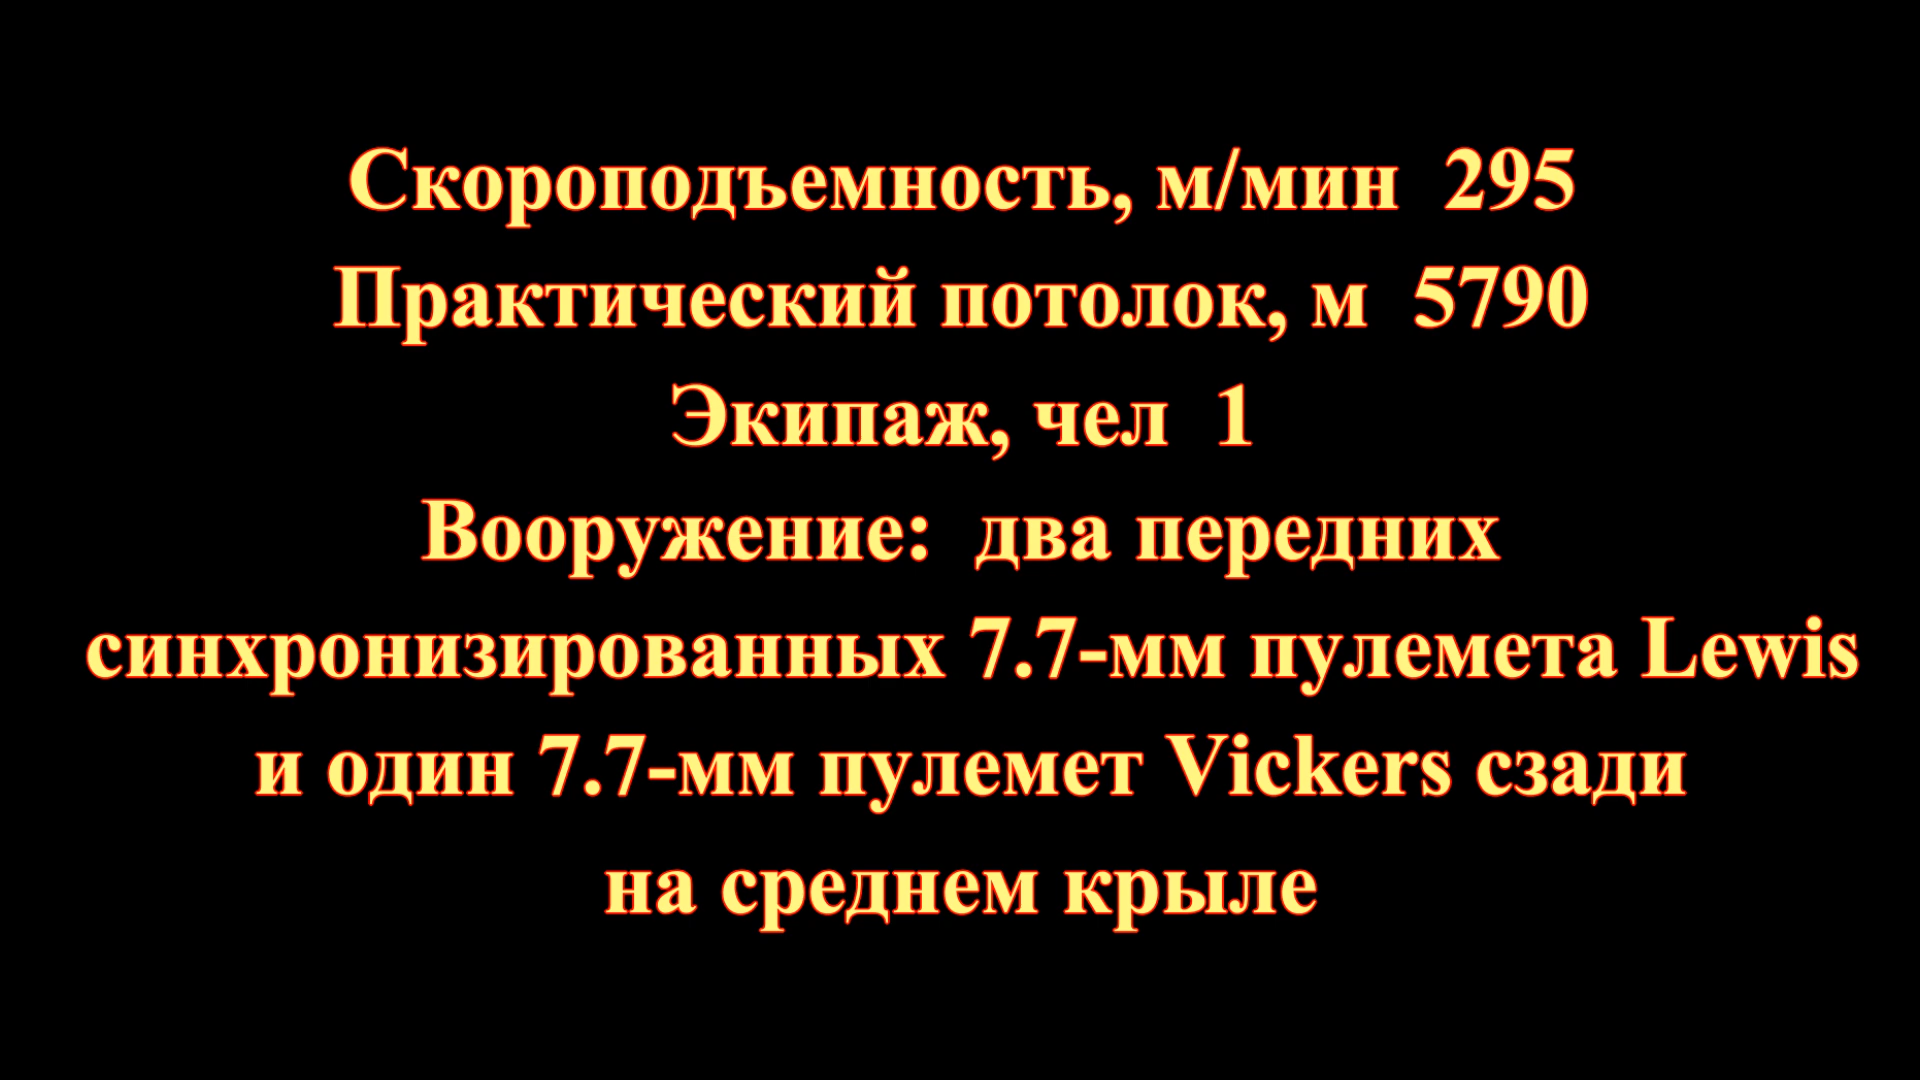 Скороподъемность, м/мин  295
Практический потолок, м  5790
Экипаж, чел  1
Вооружение:  два передних
синхронизированных 7.7-мм пулемета Lewis
и один 7.7-мм пулемет Vickers сзади
на среднем крыле